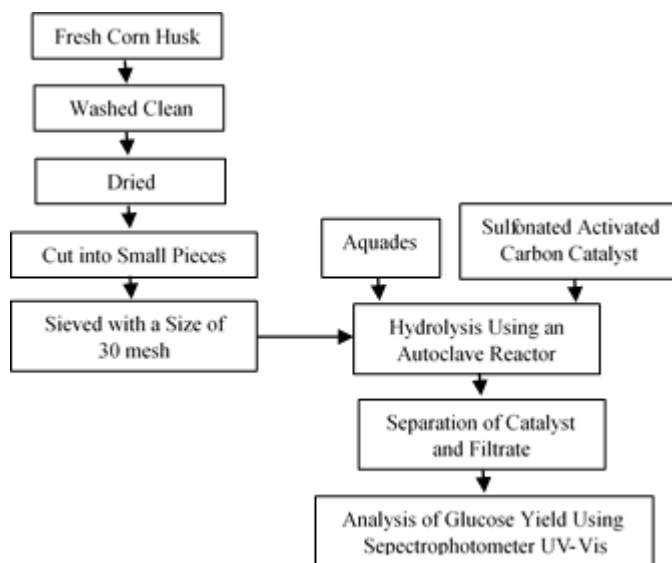 Fresh Corn Husk
Washed Clean
Dried
Cut into Small Pieces
Sieved with a Size of
30 mesh
Aquades
Sulfonated Activated
Carbon Catalyst
Hydrolysis Using an
Autoclave Reactor
Separation of Catalyst
and Filtrate
Analysis of Glucose Yield Using
Sepectrophotometer UV-Vis